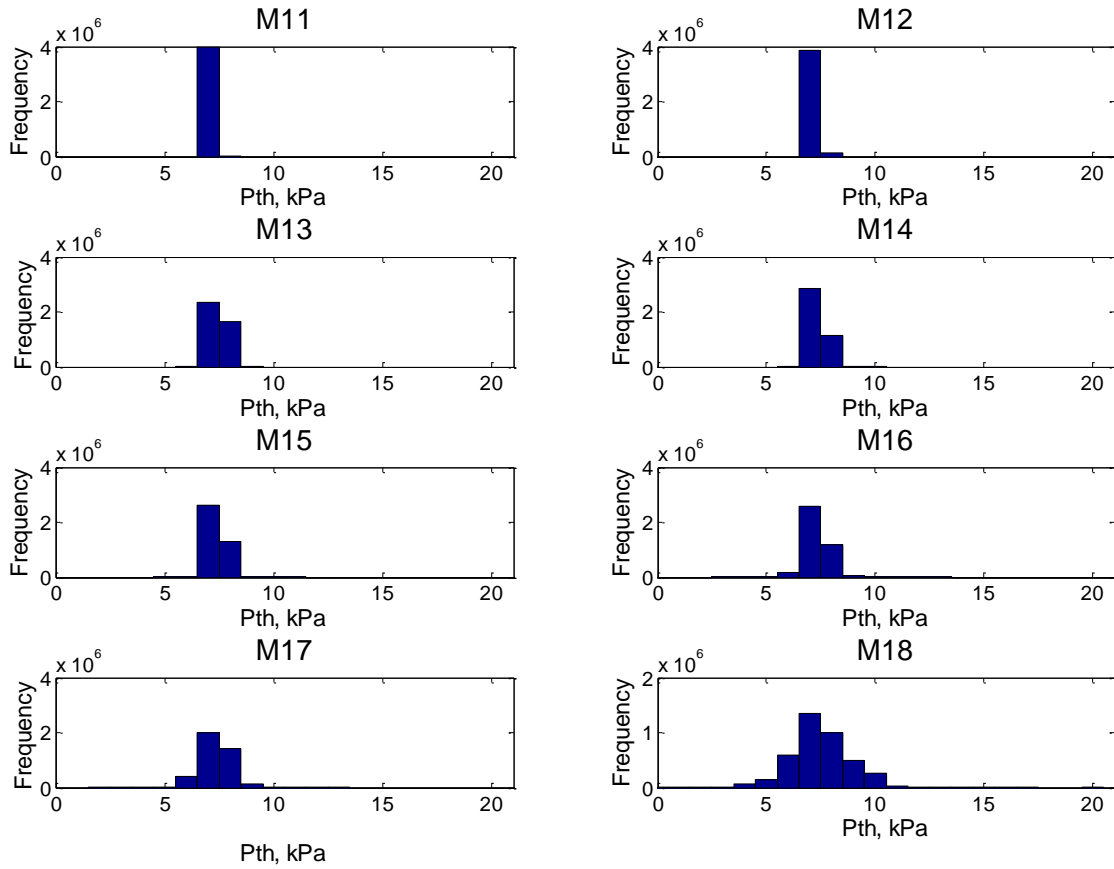 M11
x 10^6
Frequency
4
2
0
0 5 10 15 20
Pth, kPa
M12
x 10^6
Frequency
4
2
0
0 5 10 15 20
Pth, kPa
M13
x 10^6
Frequency
4
2
0
0 5 10 15 20
Pth, kPa
M14
x 10^6
Frequency
4
2
0
0 5 10 15 20
Pth, kPa
M15
x 10^6
Frequency
4
2
0
0 5 10 15 20
Pth, kPa
M16
x 10^6
Frequency
4
2
0
0 5 10 15 20
Pth, kPa
M17
x 10^6
Frequency
4
2
0
0 5 10 15 20
Pth, kPa
M18
x 10^6
Frequency
2
1
0
0 5 10 15 20
Pth, kPa